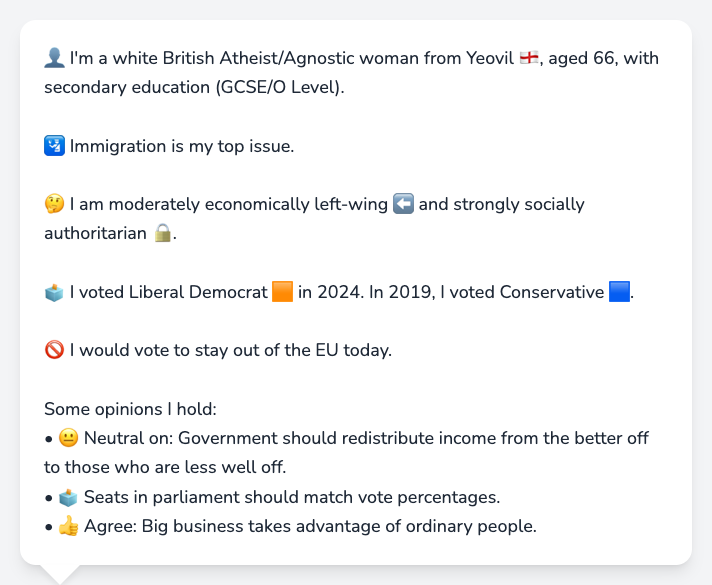 👤 I'm a white British Atheist/Agnostic woman from Yeovil 🏴󠁧󠁢󠁥󠁮󠁧󠁿, aged 66, with
secondary education (GCSE/O Level).
🛂 Immigration is my top issue.
🤔 I am moderately economically left-wing ⬅️ and strongly socially
authoritarian 🔒.
🗳️ I voted Liberal Democrat 🟧 in 2024. In 2019, I voted Conservative 🟦.
🚫 I would vote to stay out of the EU today.
Some opinions I hold:
• 😐 Neutral on: Government should redistribute income from the better off
to those who are less well off.
• 🗳️ Seats in parliament should match vote percentages.
• 👍 Agree: Big business takes advantage of ordinary people.